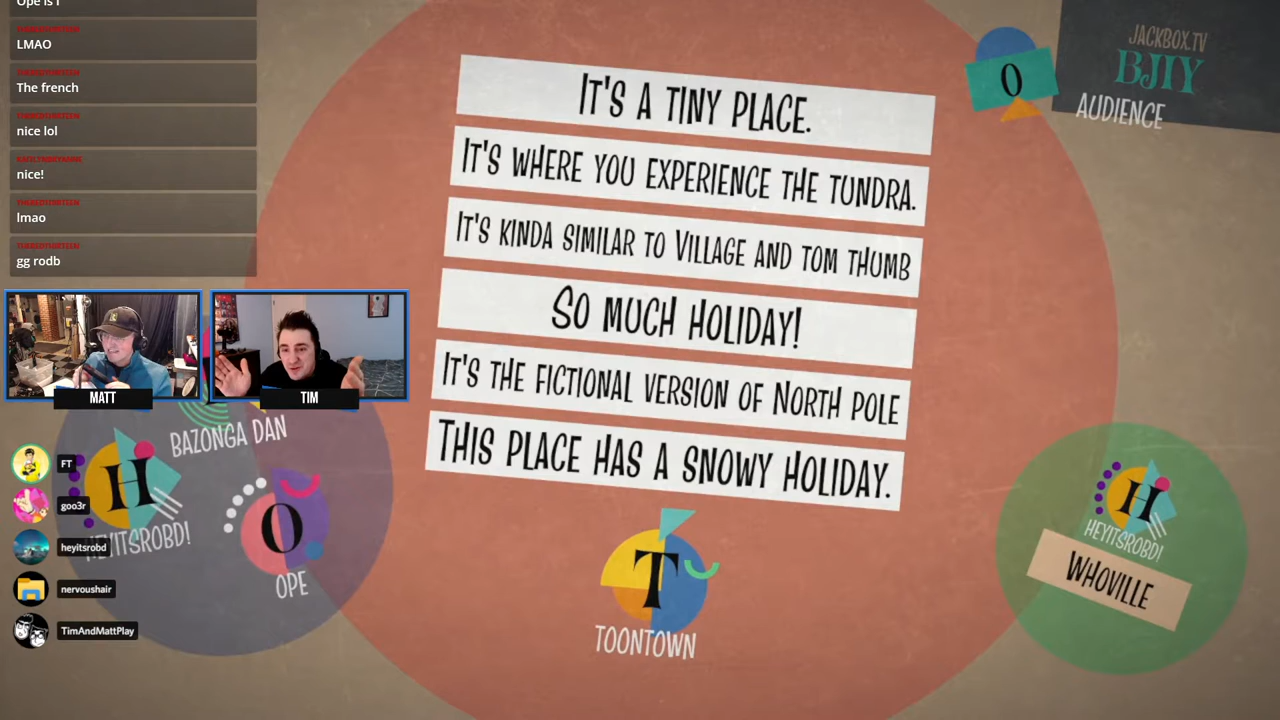 Ope is f
LMAO
The french
nice lol
nice!
lmao
gg rodb
MATT
TIM
FT
goo3r
heyitsrobd
nervoushair
TimAndMattPlay
IT'S A TINY PLACE.
IT'S WHERE YOU EXPERIENCE THE TUNDRA.
IT'S KINDA SIMILAR TO VILLAGE AND TOM THUMB
SO MUCH HOLIDAY!
IT'S THE FICTIONAL VERSION OF NORTH POLE
THIS PLACE HAS A SNOWY HOLIDAY.
0
JACKBOX.TV
BJIY
AUDIENCE
BAZONGA DAN
H
HEYITSROBD!
O
OPE
T
TOONTOWN
H
HEYITSROBD!
WHOVILLE